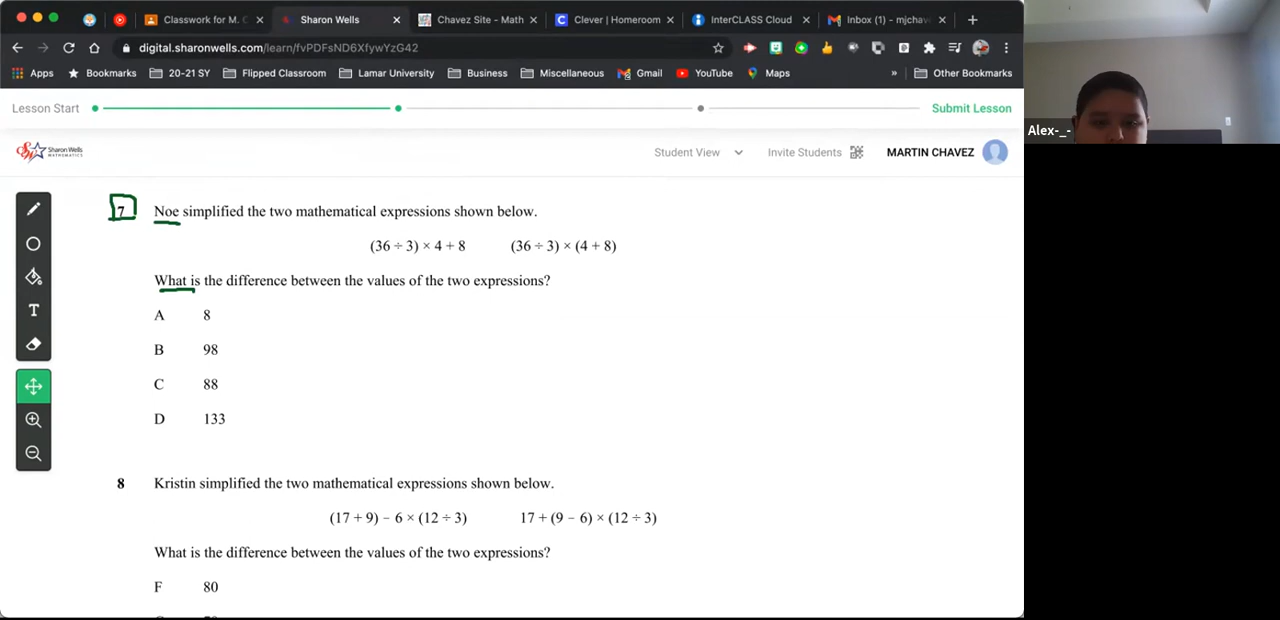 Classwork for M. C
Sharon Wells
Chavez Site - Math
Clever | Homeroom
InterCLASS Cloud
Inbox (1) - mjchav
digital.sharonwells.com/learn/fvPDFsND6XfywYzG42
Apps
Bookmarks
20-21 SY
Flipped Classroom
Lamar University
Business
Miscellaneous
Gmail
YouTube
Maps
»
Other Bookmarks
Lesson Start
Submit Lesson
Sharon Wells
MATHEMATICS
Student View
Invite Students
MARTIN CHAVEZ
Alex-_-
7 Noe simplified the two mathematical expressions shown below.
(36 ÷ 3) × 4 + 8 (36 ÷ 3) × (4 + 8)
What is the difference between the values of the two expressions?
A 8
B 98
C 88
D 133
8 Kristin simplified the two mathematical expressions shown below.
(17 + 9) − 6 × (12 ÷ 3) 17 + (9 − 6) × (12 ÷ 3)
What is the difference between the values of the two expressions?
F 80
T